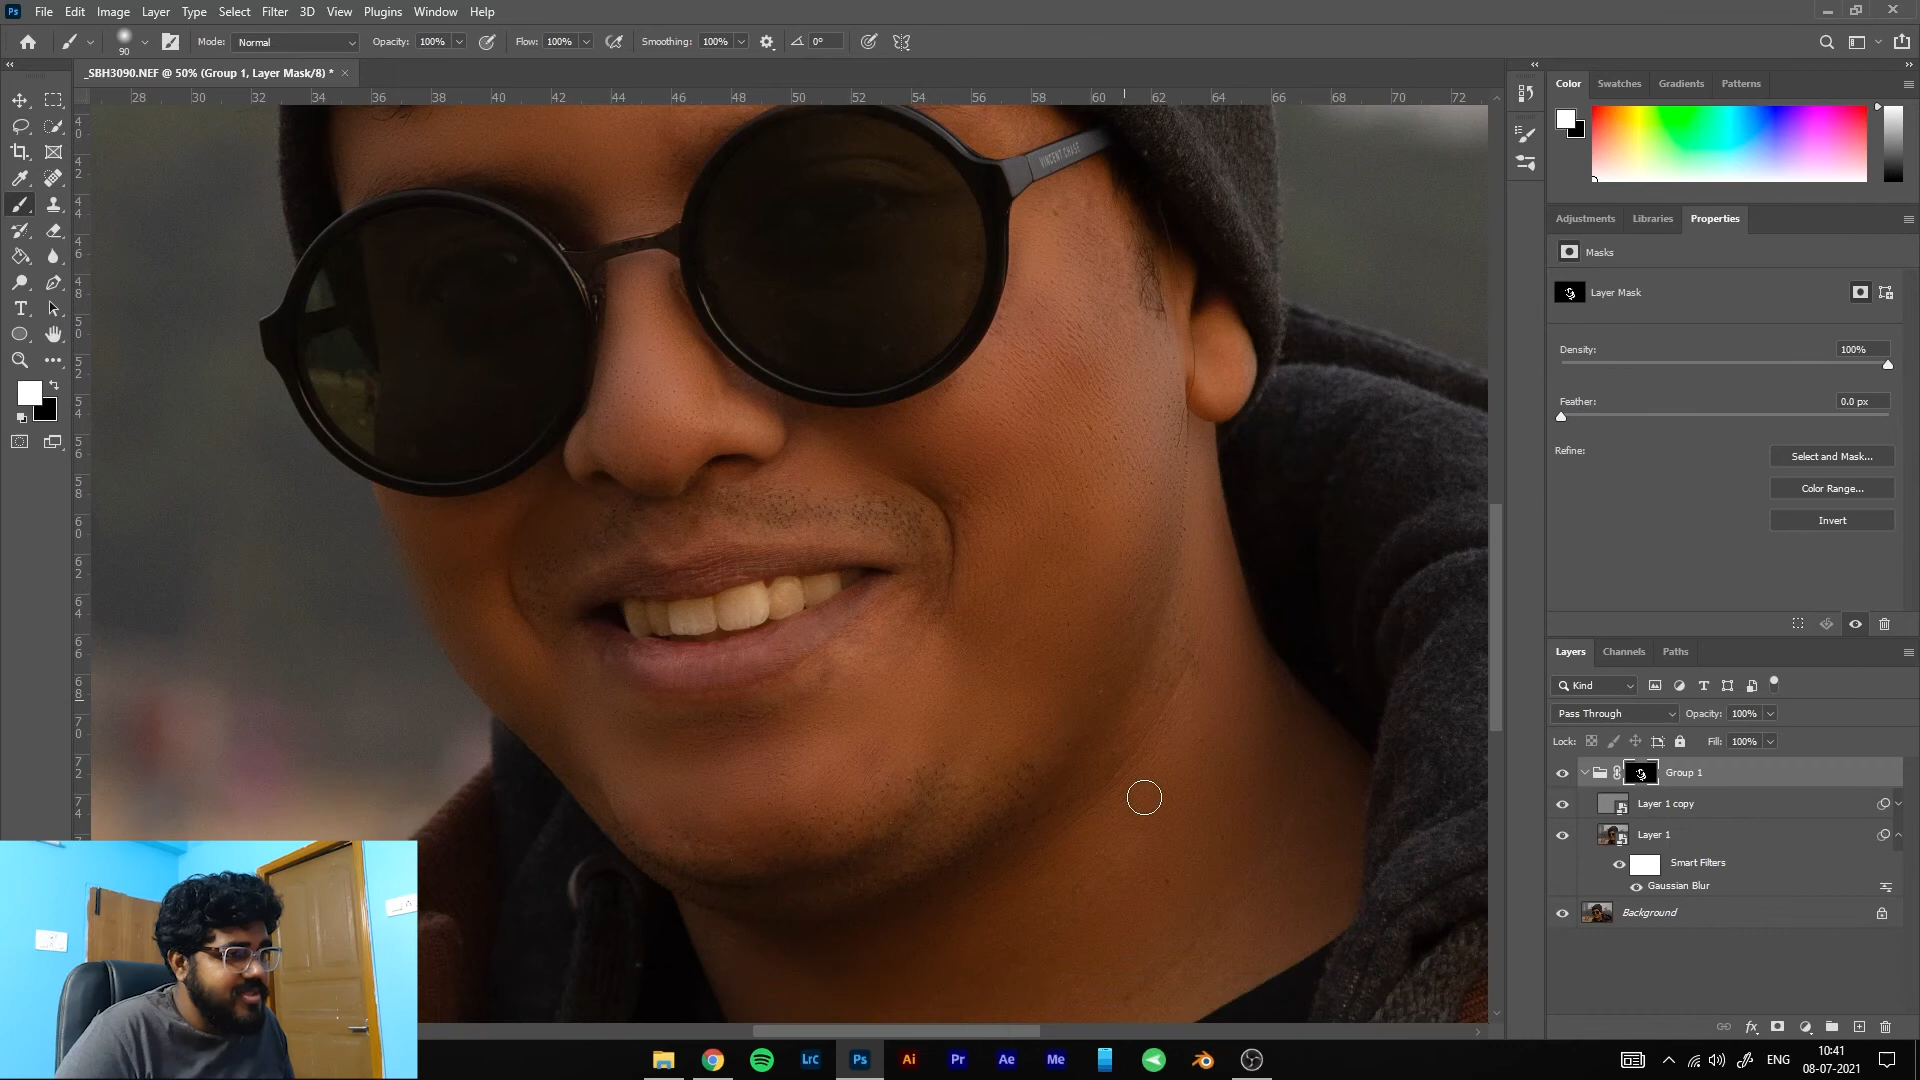 Ps File Edit Image Layer Type Select Filter 3D View Plugins Window Help
90 Mode: Normal Opacity: 100% Flow: 100% Smoothing: 100% 0°
_SBH3090.NEF @ 50% (Group 1, Layer Mask/8) * ×
28 30 32 34 36 38 40 42 44 46 48 50 52 54 56 58 60 62 64 66 68 70 72
VINCENT CHASE
Color Swatches Gradients Patterns
Adjustments Libraries Properties
Masks
Layer Mask
Density: 100%
Feather: 0.0 px
Refine: Select and Mask...
Color Range...
Invert
Layers Channels Paths
Kind
Pass Through Opacity: 100%
Lock: Fill: 100%
Group 1
Layer 1 copy
Layer 1
Smart Filters
Gaussian Blur
Background
fx
Lrc Ps Ai Pr Ae Me
ENG
10:41
08-07-2021